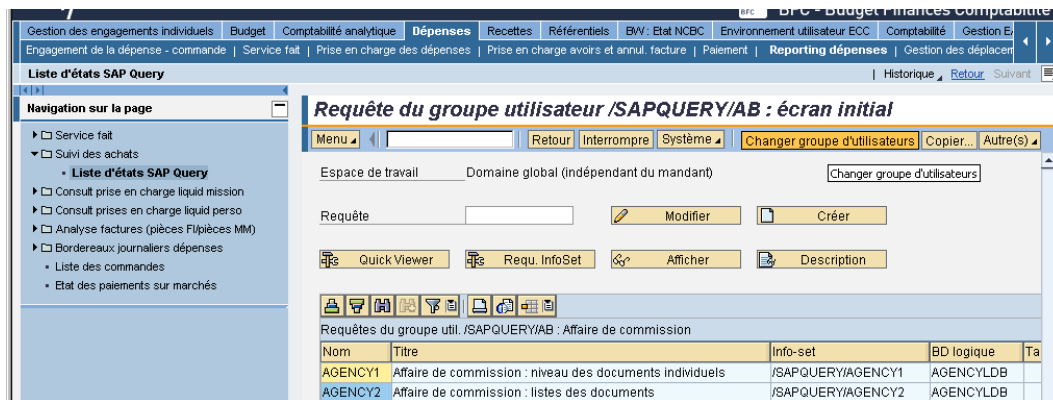 BFC BFC - Budget Finances Comptabilité
Gestion des engagements individuels Budget Comptabilité analytique Dépenses Recettes Référentiels BW : Etat NCBC Environnement utilisateur ECC Comptabilité Gestion E
Engagement de la dépense - commande | Service fait | Prise en charge des dépenses | Prise en charge avoirs et annul. facture | Paiement | Reporting dépenses | Gestion des déplacem
Liste d'états SAP Query | Historique Retour Suivant
Navigation sur la page
Service fait
Suivi des achats
Liste d'états SAP Query
Consult prise en charge liquid mission
Consult prises en charge liquid perso
Analyse factures (pièces FI/pièces MM)
Bordereaux journaliers dépenses
Liste des commandes
Etat des paiements sur marchés
Requête du groupe utilisateur /SAPQUERY/AB : écran initial
Menu Retour Interrompre Système Changer groupe d'utilisateurs Copier... Autre(s)
Espace de travail Domaine global (indépendant du mandant) Changer groupe d'utilisateurs
Requête Modifier Créer
Quick Viewer Requ. InfoSet Afficher Description
Requêtes du groupe util. /SAPQUERY/AB : Affaire de commission
Nom Titre Info-set BD logique Ta
AGENCY1 Affaire de commission : niveau des documents individuels /SAPQUERY/AGENCY1 AGENCYLDB
AGENCY2 Affaire de commission : listes des documents /SAPQUERY/AGENCY2 AGENCYLDB